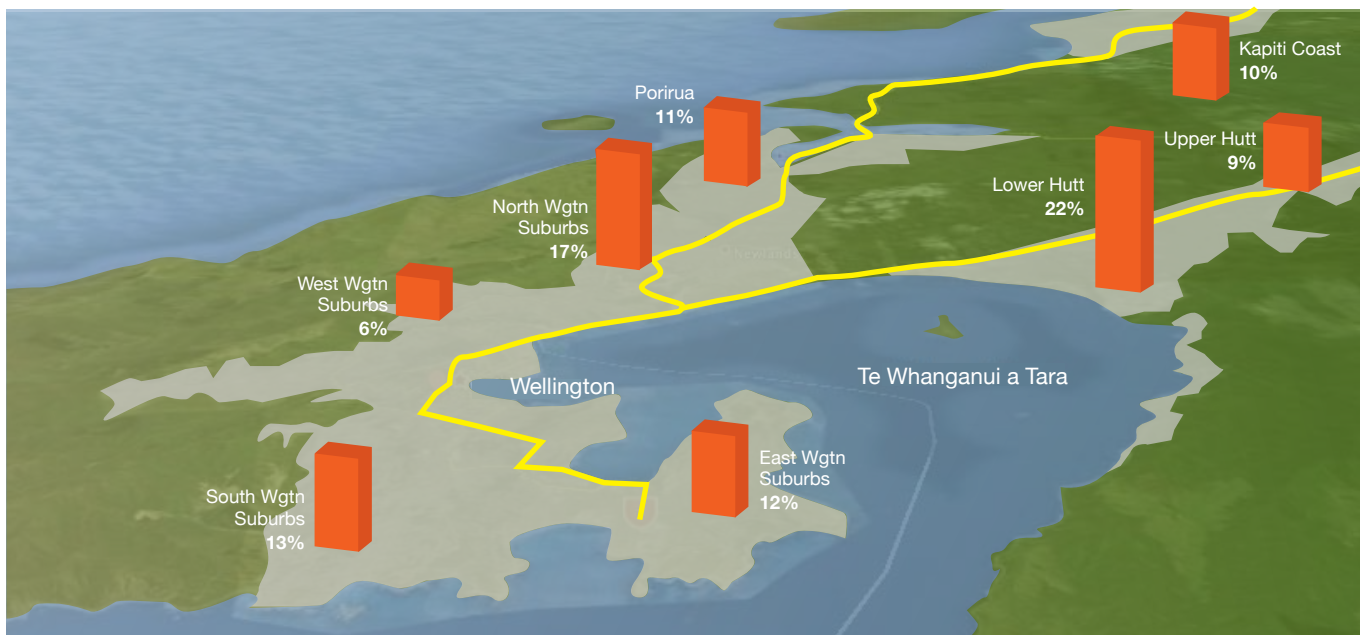 Kapiti Coast
10%
Porirua
11%
Upper Hutt
9%
Lower Hutt
22%
North Wgtn
Suburbs
17%
West Wgtn
Suburbs
6%
Wellington
Te Whanganui a Tara
East Wgtn
Suburbs
12%
South Wgtn
Suburbs
13%